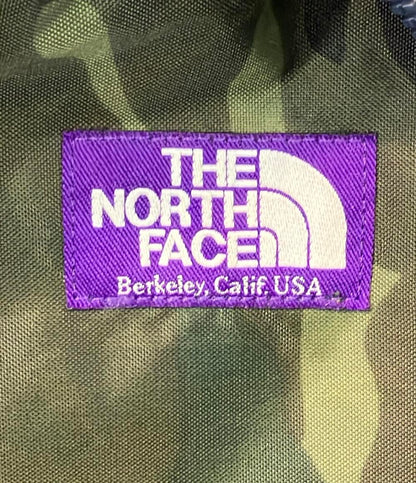 THE
NORTH
FACE
Berkeley, Calif. USA